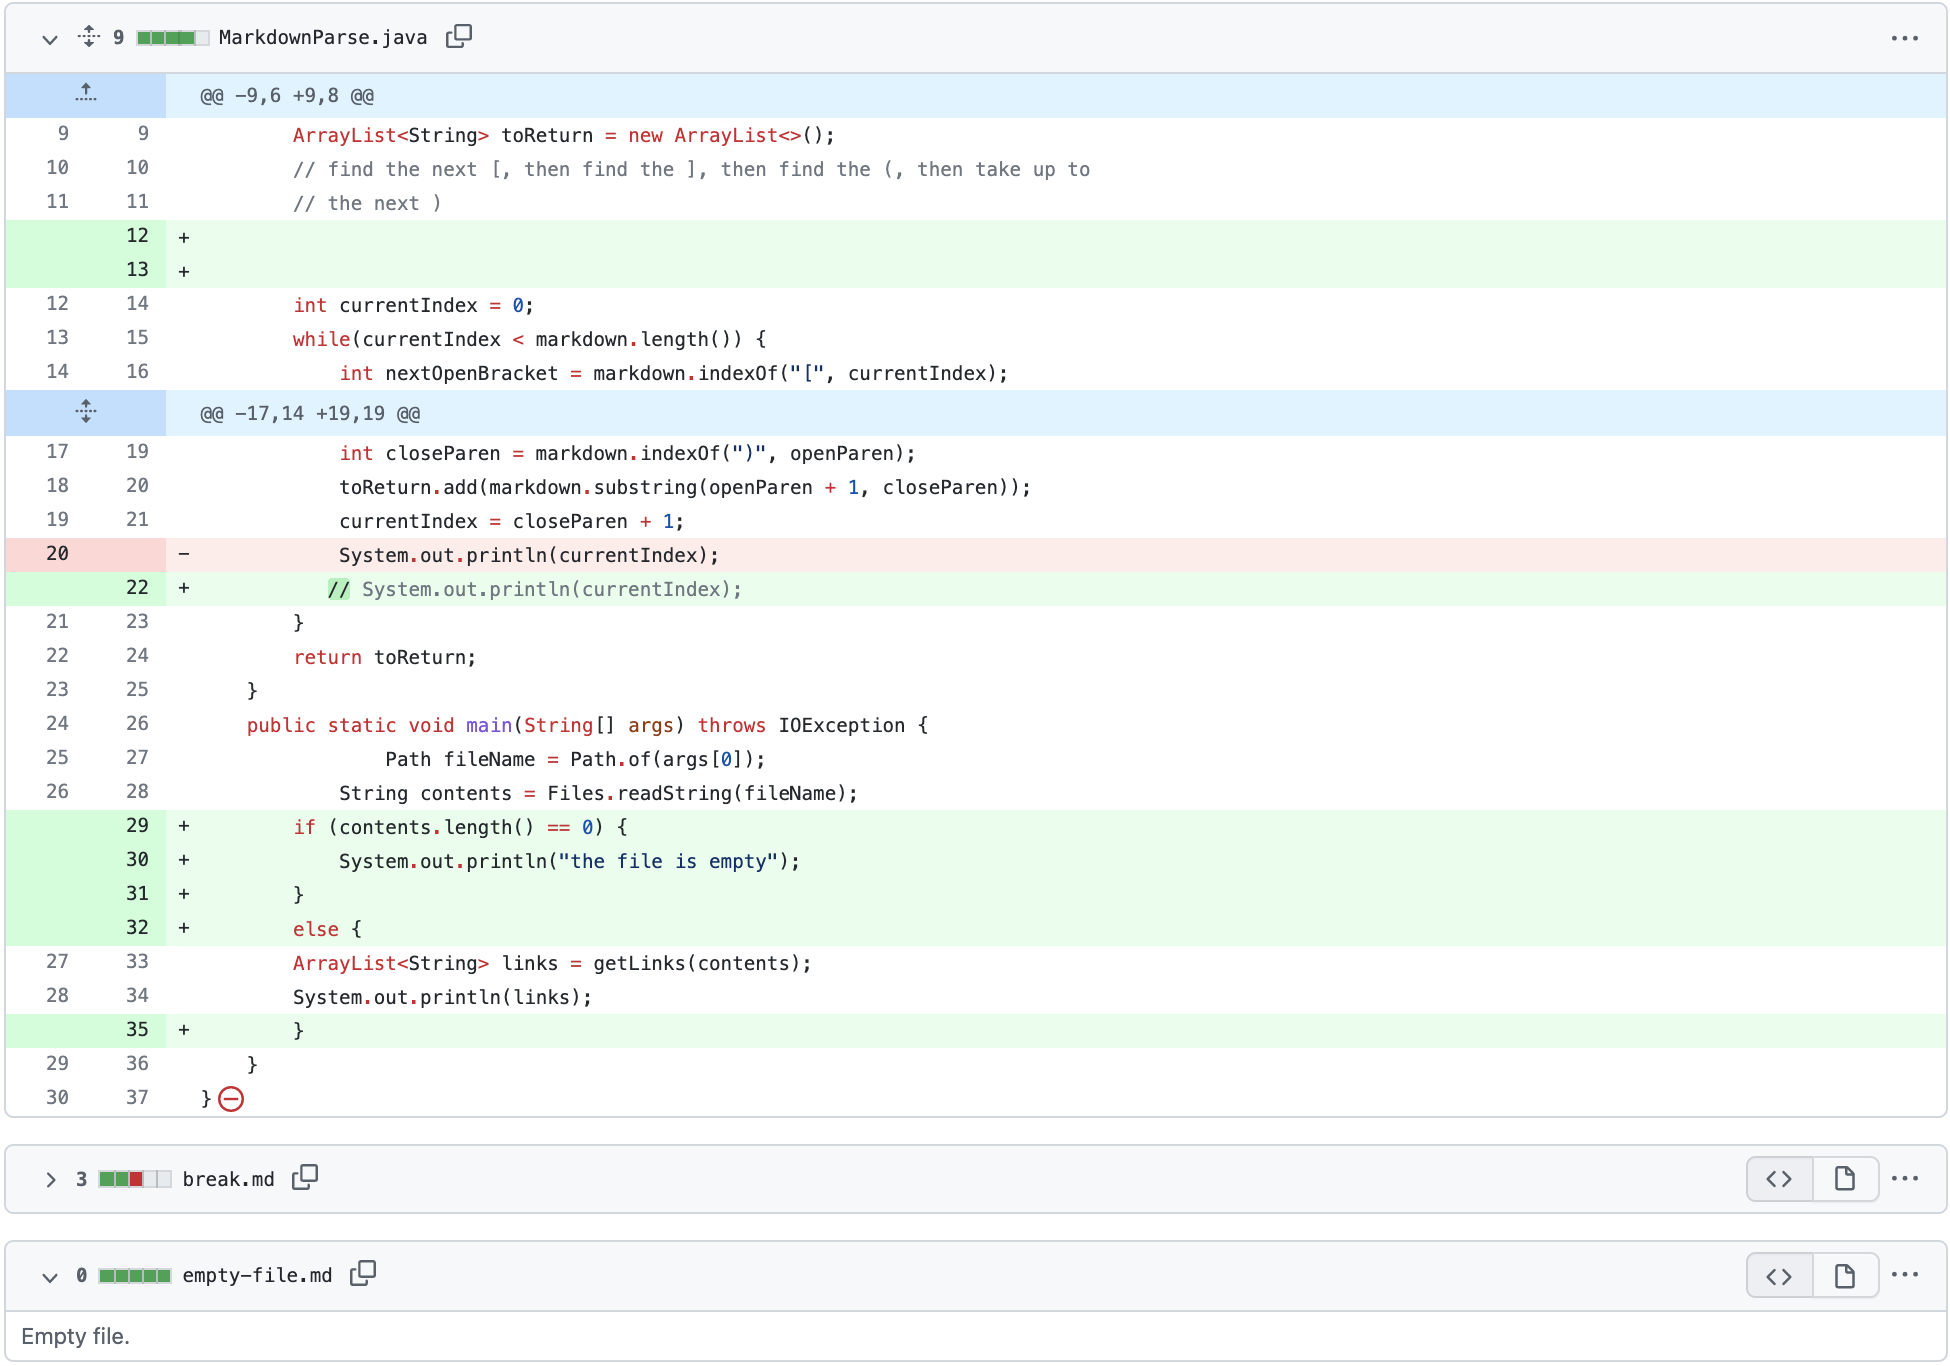 9 MarkdownParse.java
@@ -9,6 +9,8 @@
9 9 ArrayList<String> toReturn = new ArrayList<>();
10 10 // find the next [, then find the ], then find the (, then take up to
11 11 // the next )
12 +
13 +
12 14 int currentIndex = 0;
13 15 while(currentIndex < markdown.length()) {
14 16 int nextOpenBracket = markdown.indexOf("[", currentIndex);
@@ -17,14 +19,19 @@
17 19 int closeParen = markdown.indexOf(")", openParen);
18 20 toReturn.add(markdown.substring(openParen + 1, closeParen));
19 21 currentIndex = closeParen + 1;
20 - System.out.println(currentIndex);
22 + // System.out.println(currentIndex);
21 23 }
22 24 return toReturn;
23 25 }
24 26 public static void main(String[] args) throws IOException {
25 27 Path fileName = Path.of(args[0]);
26 28 String contents = Files.readString(fileName);
29 + if (contents.length() == 0) {
30 + System.out.println("the file is empty");
31 + }
32 + else {
27 33 ArrayList<String> links = getLinks(contents);
28 34 System.out.println(links);
35 + }
29 36 }
30 37 }
3 break.md
0 empty-file.md
Empty file.